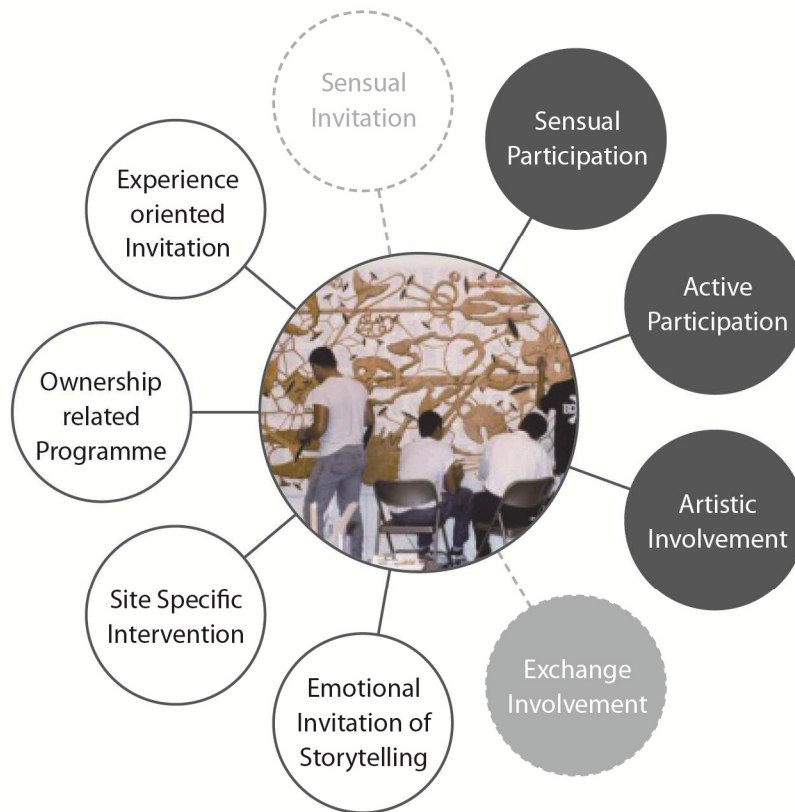 Sensual
Invitation
Sensual
Participation
Active
Participation
Artistic
Involvement
Exchange
Involvement
Emotional
Invitation of
Storytelling
Site Specific
Intervention
Ownership
related
Programme
Experience
oriented
Invitation